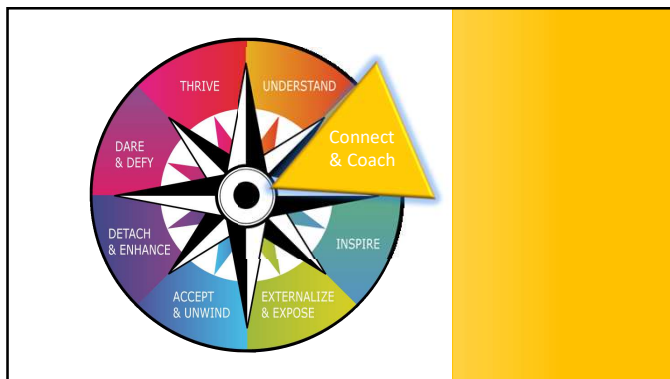 THRIVE
UNDERSTAND
Connect
& Coach
INSPIRE
EXTERNALIZE
& EXPOSE
ACCEPT
& UNWIND
DETACH
& ENHANCE
DARE
& DEFY